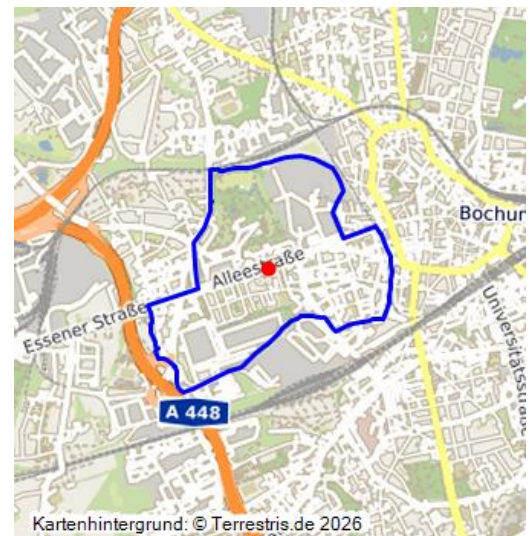 Bochum
Alleestraße
Essener Straße
Universitätsstraße
A 448
Kartenhintergrund: © Terrestris.de 2026